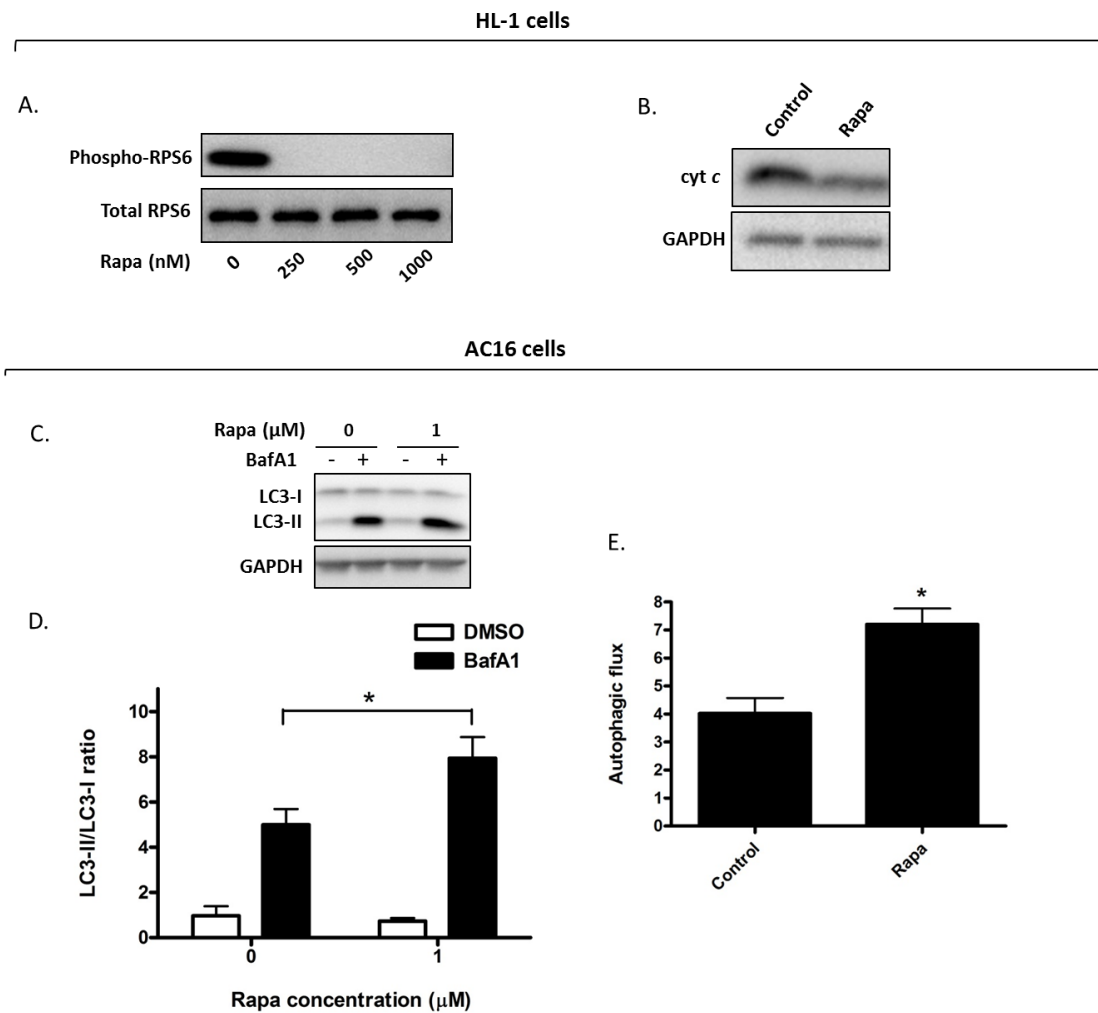 HL-1 cells
A.
Phospho-RPS6
Total RPS6
Rapa (nM) 0 250 500 1000
B.
Control Rapa
cyt c
GAPDH
AC16 cells
C.
Rapa (μM) 0 1
BafA1 - + - +
LC3-I
LC3-II
GAPDH
D.
DMSO
BafA1
*
10
8
6
4
2
0
LC3-II/LC3-I ratio
0 1
Rapa concentration (μM)
E.
*
8
7
6
5
4
3
2
1
0
Autophagic flux
Control Rapa